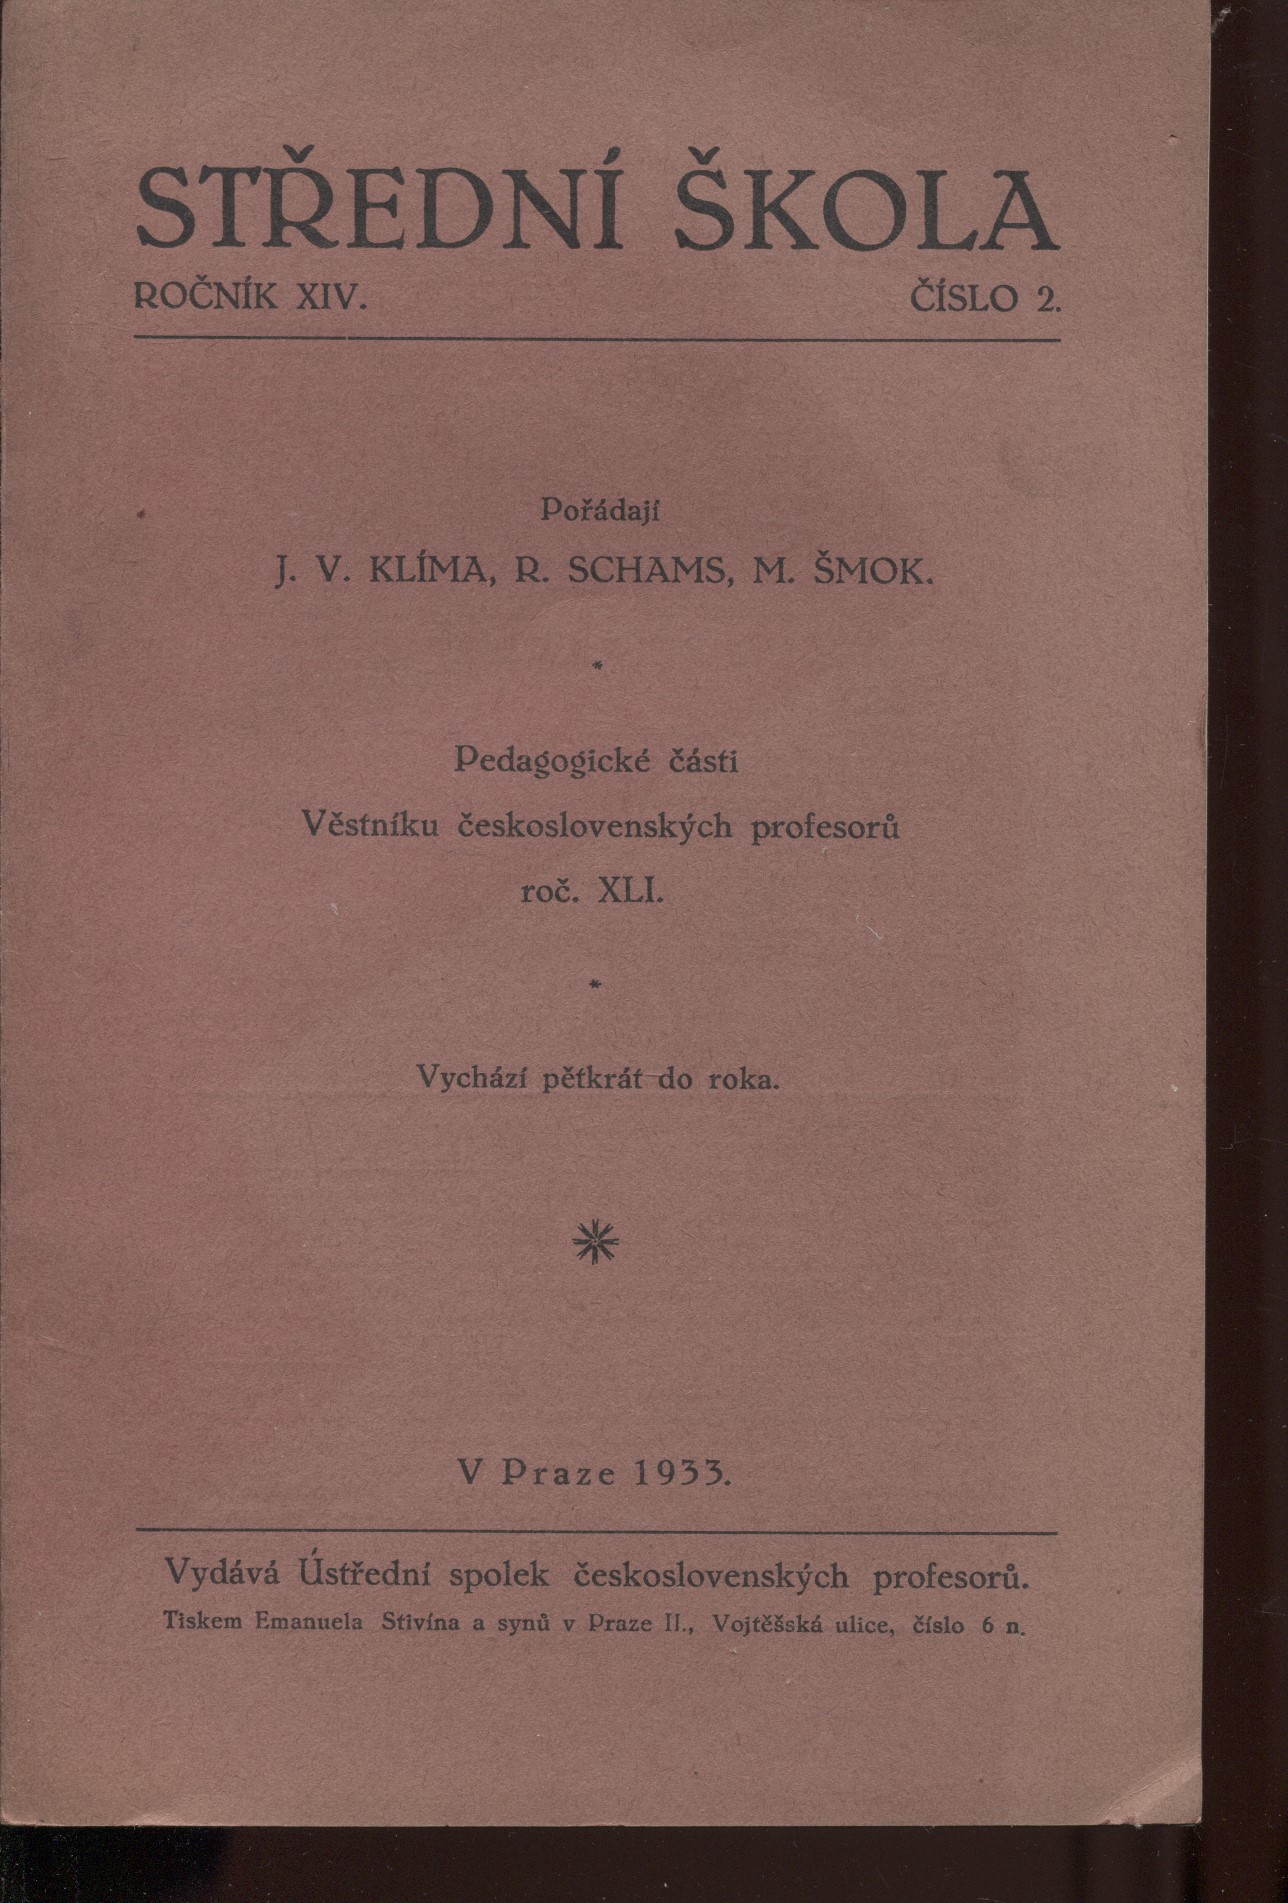 STŘEDNÍ ŠKOLA
ROČNÍK XIV. ČÍSLO 2.
Pořádají
J. V. KLÍMA, R. SCHAMS, M. ŠMOK.
*
Pedagogické části
Věstníku československých profesorů
roč. XLI.
*
Vychází pětkrát do roka.
*
V Praze 1933.
Vydává Ústřední spolek československých profesorů.
Tiskem Emanuela Stivína a synů v Praze II., Vojtěšská ulice, číslo 6 n.